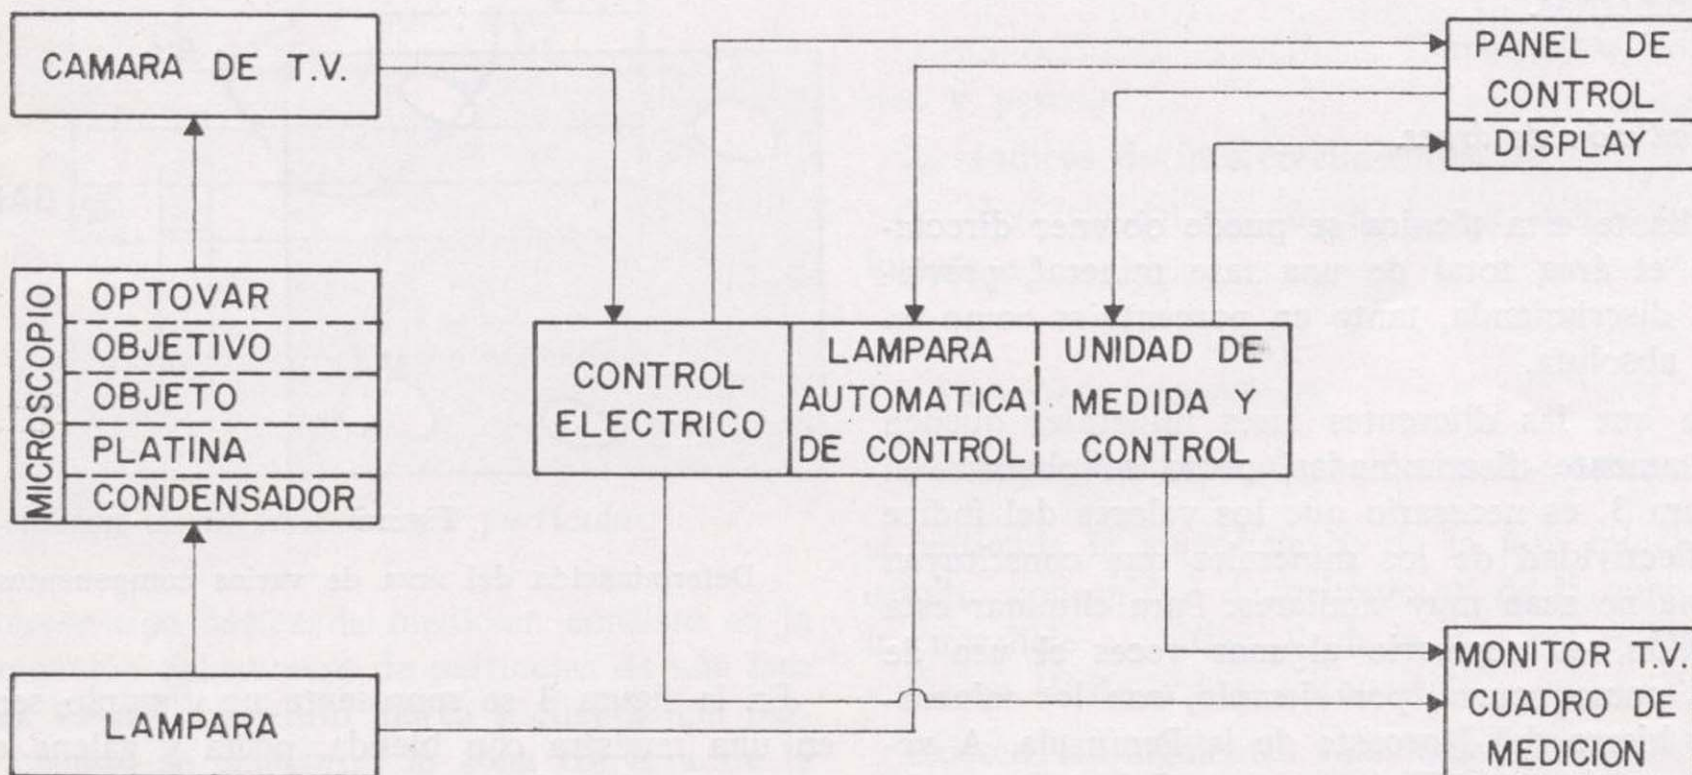 CAMARA DE T.V.
MICROSCOPIO
OPTOVAR
OBJETIVO
OBJETO
PLATINA
CONDENSADOR
LAMPARA
CONTROL
ELECTRICO
LAMPARA
AUTOMATICA
DE CONTROL
UNIDAD DE
MEDIDA Y
CONTROL
PANEL DE
CONTROL
DISPLAY
MONITOR T.V.
CUADRO DE
MEDICION